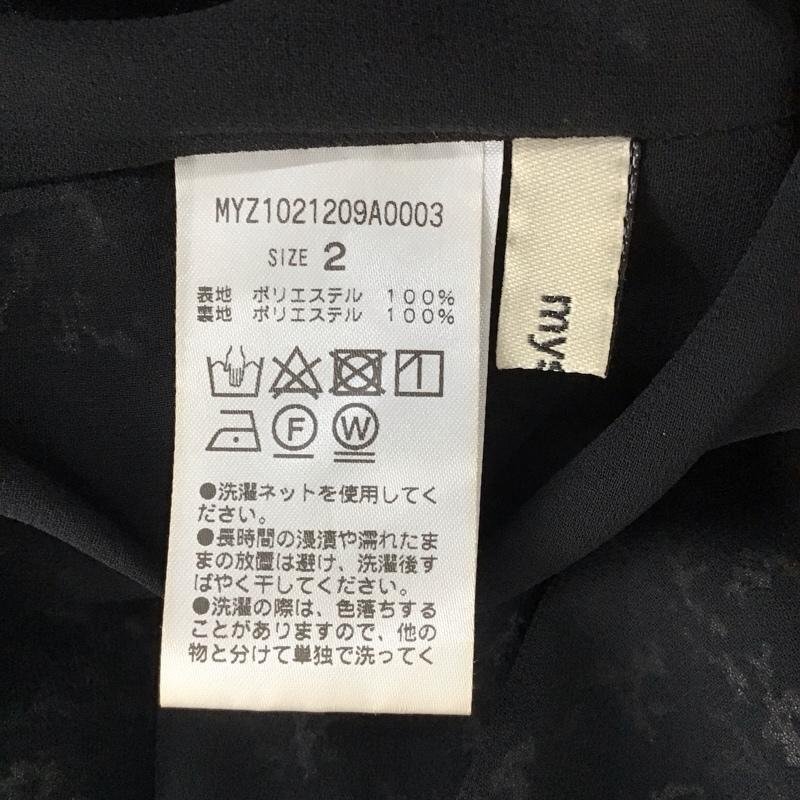 MYZ1021209A0003
SIZE 2
表地 ポリエステル 100%
裏地 ポリエステル 100%
F W
●洗濯ネットを使用してく
ださい。
●長時間の浸漬や濡れたま
まの放置は避け、洗濯後す
ばやく干してください。
●洗濯の際は、色落ちする
ことがありますので、他の
物と分けて単独で洗ってく
my